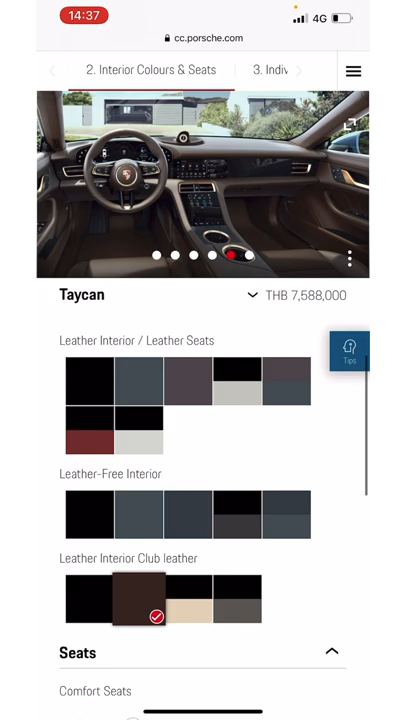 14:37
4G
cc.porsche.com
2. Interior Colours & Seats
3. Indiv
Taycan
THB 7,588,000
Leather Interior / Leather Seats
Tips
Leather-Free Interior
Leather Interior Club leather
Seats
Comfort Seats